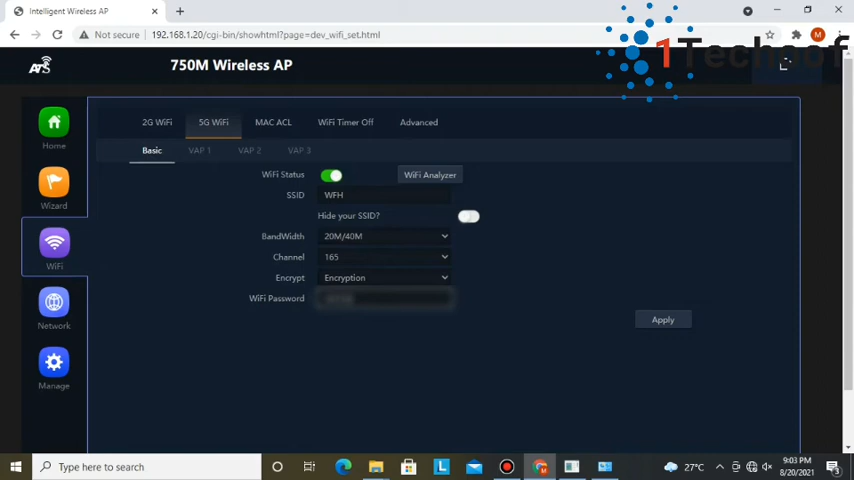 Intelligent Wireless AP
Not secure
192.168.1.20/cgi-bin/showhtml?page=dev_wifi_set.html
M
1Techoof
ATS
750M Wireless AP
2G WiFi
5G WiFi
MAC ACL
WiFi Timer Off
Advanced
Home
Basic
VAP 1
VAP 2
VAP 3
WiFi Status
WiFi Analyzer
Wizard
SSID
WFH
Hide your SSID?
BandWidth
20M/40M
WiFi
Channel
165
Encrypt
Encryption
WiFi Password
Network
Apply
Manage
Type here to search
L
27°C
9:03 PM
8/20/2021
3